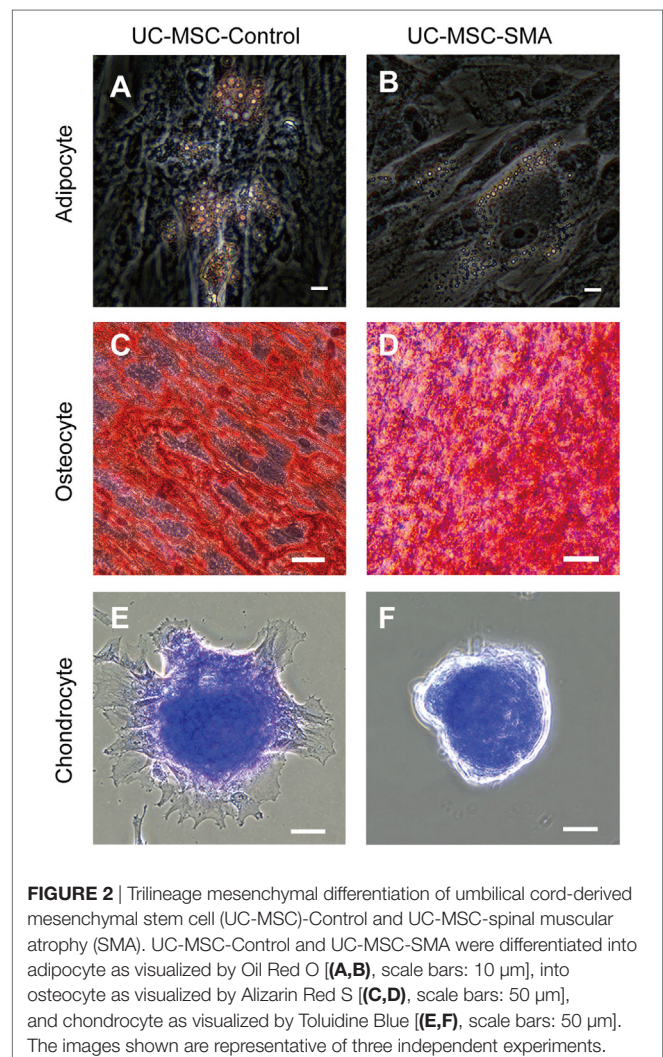 UC-MSC-Control UC-MSC-SMA
Adipocyte
A B
Osteocyte
C D
Chondrocyte
E F
FIGURE 2 | Trilineage mesenchymal differentiation of umbilical cord-derived
mesenchymal stem cell (UC-MSC)-Control and UC-MSC-spinal muscular
atrophy (SMA). UC-MSC-Control and UC-MSC-SMA were differentiated into
adipocyte as visualized by Oil Red O [(A,B), scale bars: 10 μm], into
osteocyte as visualized by Alizarin Red S [(C,D), scale bars: 50 μm],
and chondrocyte as visualized by Toluidine Blue [(E,F), scale bars: 50 μm].
The images shown are representative of three independent experiments.